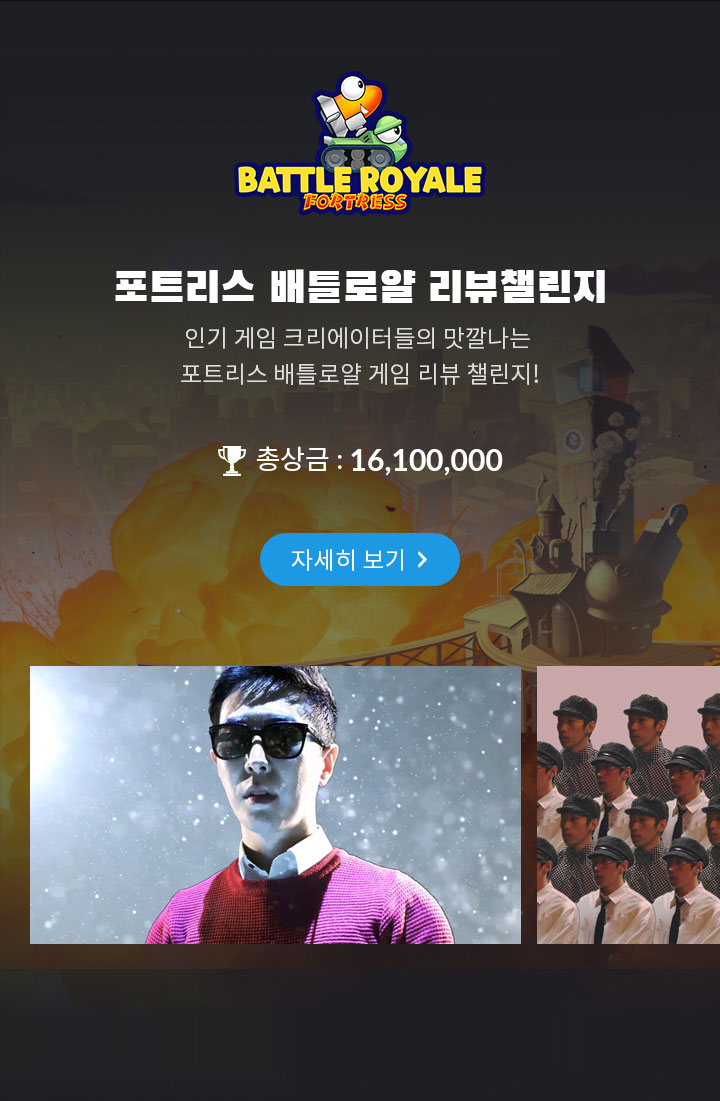 BATTLE ROYALE
FORTRESS
포트리스 배틀로얄 리뷰챌린지
인기 게임 크리에이터들의 맛깔나는
포트리스 배틀로얄 게임 리뷰 챌린지!
총상금 : 16,100,000
자세히 보기